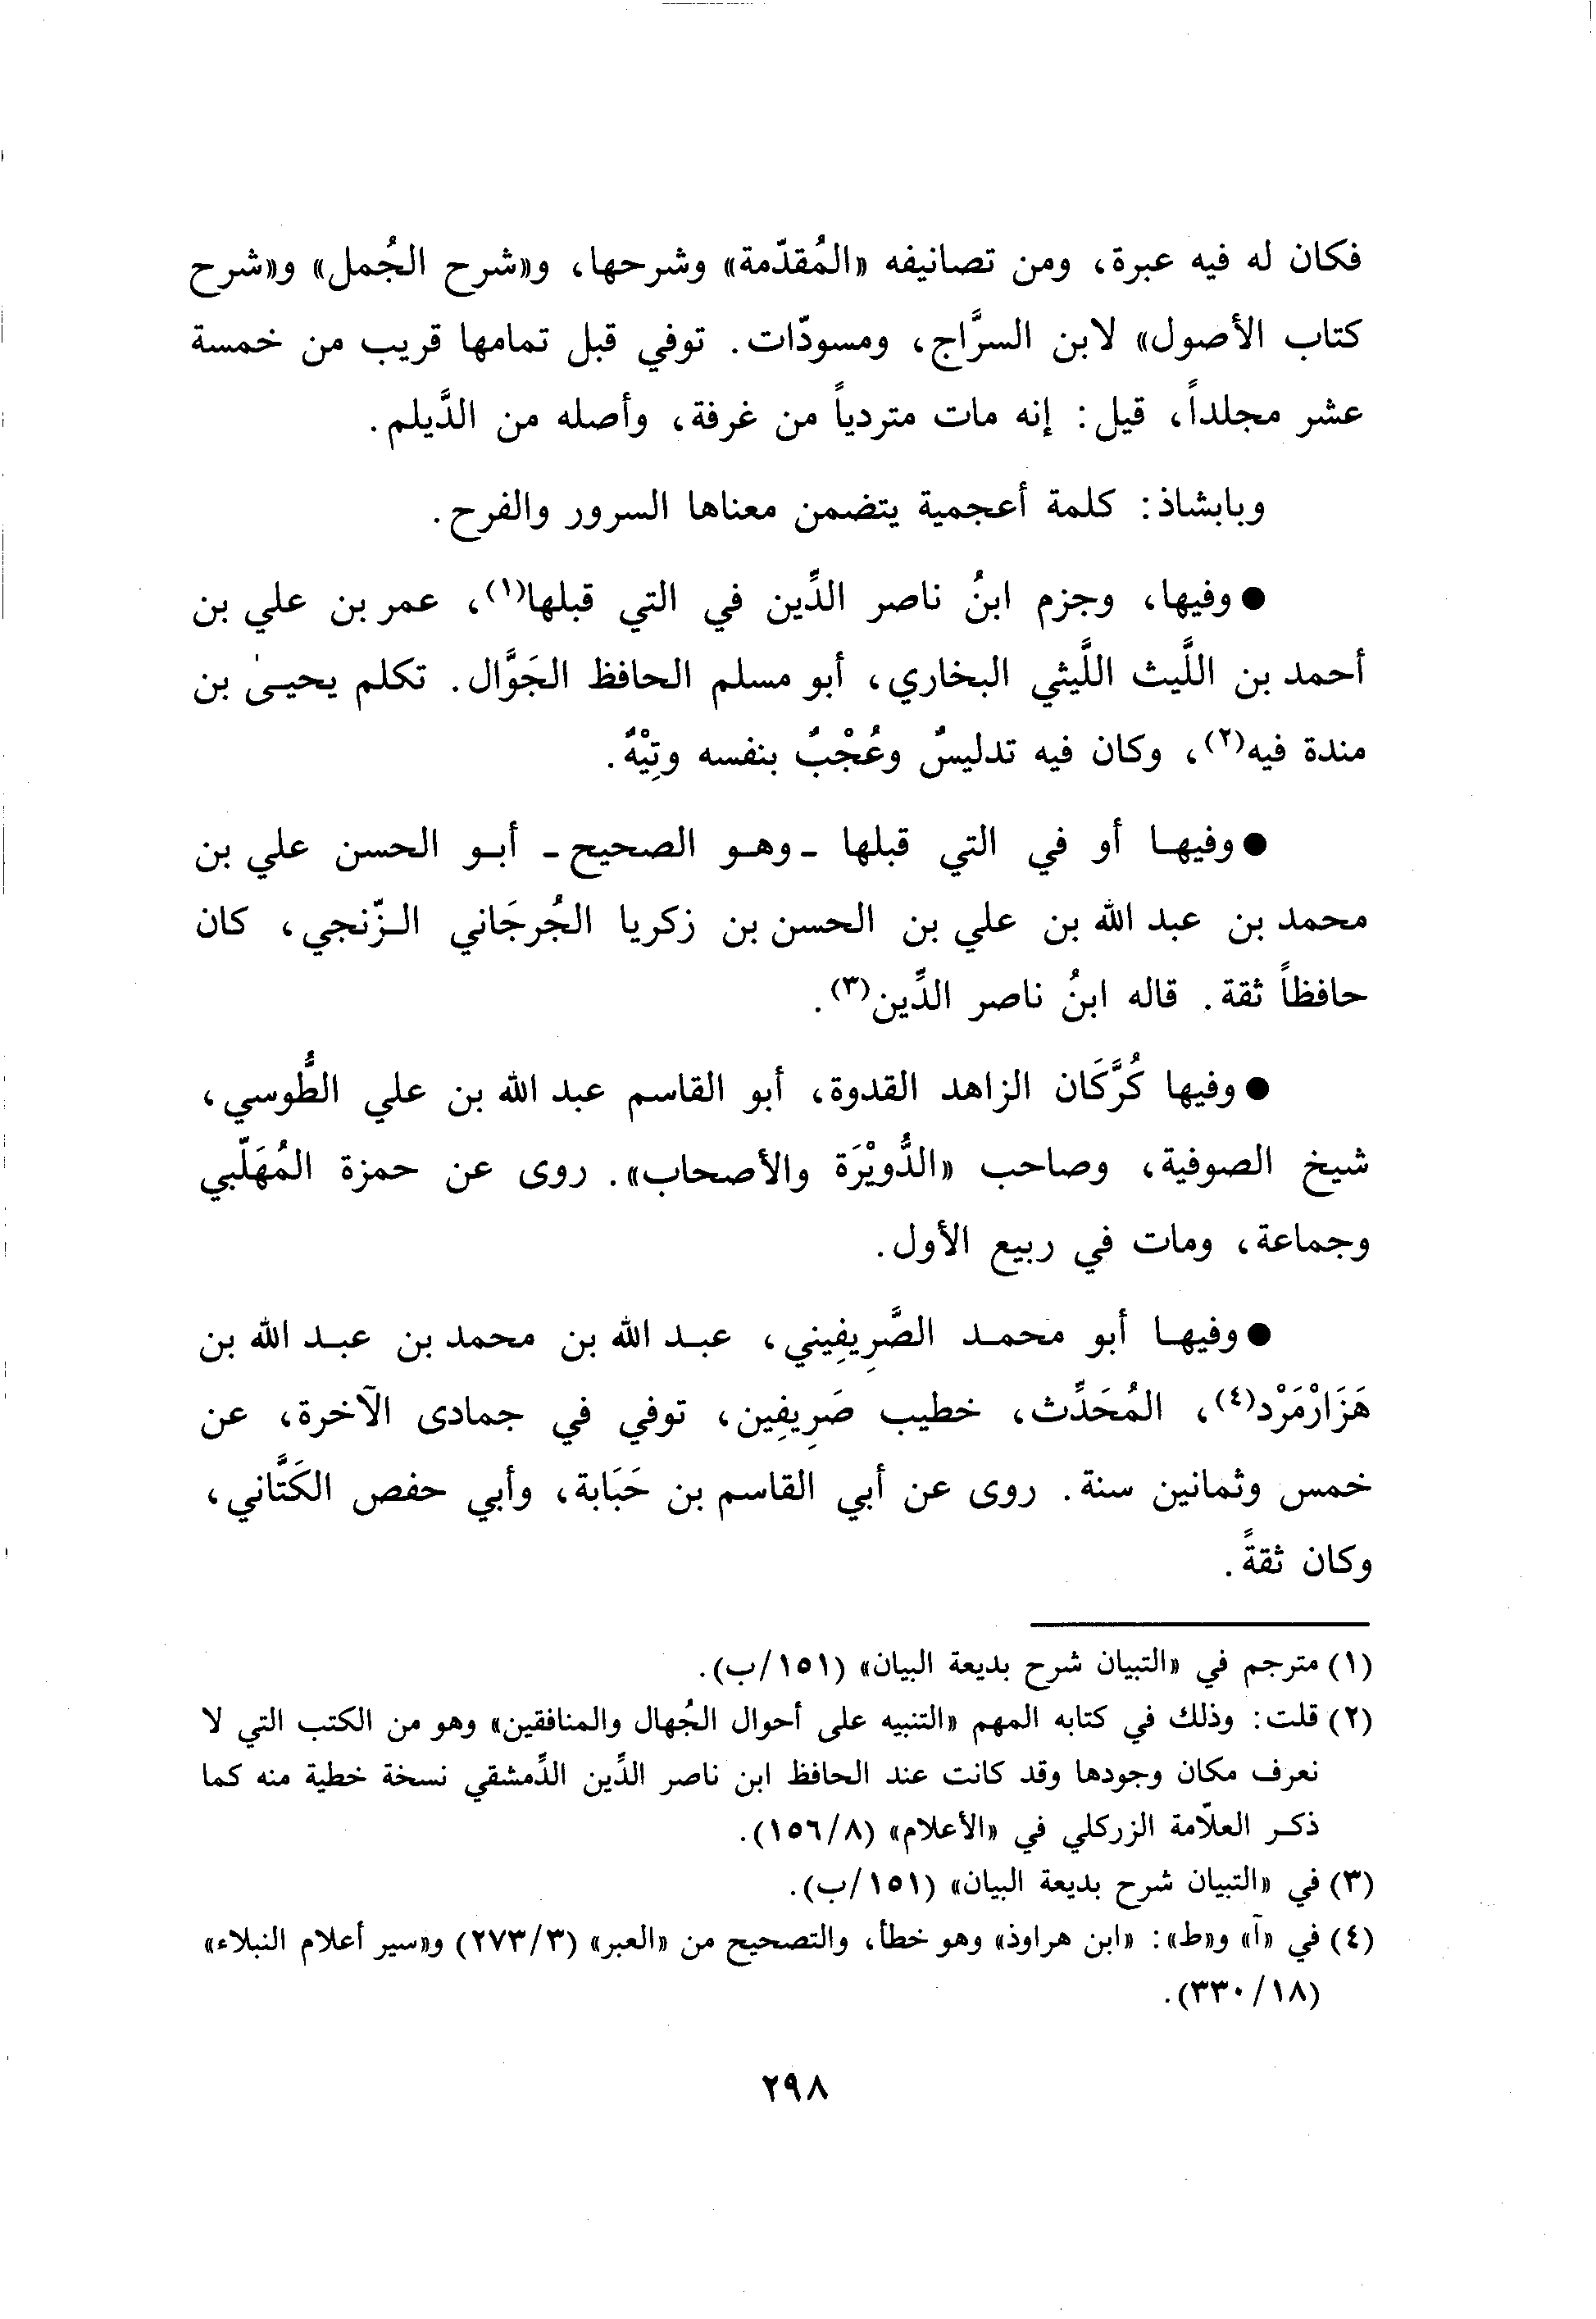 فكان له فيه عبرة، ومن تصانيفه «المُقدّمة» وشرحها، و«شرح الجُمل» و«شرح
كتاب الأصول» لابن السرَّاج، ومسودّات. توفي قبل تمامها قريب من خمسة
عشر مجلداً، قيل: إنه مات متردياً من غرفة، وأصله من الدَّيلم.
وبابشاذ: كلمة أعجمية يتضمن معناها السرور والفرح.
● وفيها، وجزم ابنُ ناصر الدِّين في التي قبلها(١)، عمر بن علي بن
أحمد بن اللَّيث اللَّيثي البخاري، أبو مسلم الحافظ الجَوَّال. تكلم يحيىٰ بن
مندة فيه(٢)، وكان فيه تدليسٌ وعُجْبٌ بنفسه وتِيْهٌ.
● وفيها أو في التي قبلها - وهو الصحيح - أبو الحسن علي بن
محمد بن عبد الله بن علي بن الحسن بن زكريا الجُرجَاني الزّنجي، كان
حافظاً ثقة. قاله ابنُ ناصر الدِّين(٣).
● وفيها كُرَّكَان الزاهد القدوة، أبو القاسم عبد الله بن علي الطُّوسي،
شيخ الصوفية، وصاحب «الدُّويْرَة والأصحاب». روى عن حمزة المُهَلّبي
وجماعة، ومات في ربيع الأول.
● وفيها أبو محمد الصَّرِيفِيني، عبد الله بن محمد بن عبد الله بن
هَزَارْمَرْد(٤)، المُحَدِّث، خطيب صَرِيفِين، توفي في جمادى الآخرة، عن
خمس وثمانين سنة. روى عن أبي القاسم بن حَبَابة، وأبي حفص الكَتَّاني،
وكان ثقةً.
(١) مترجم في «التبيان شرح بديعة البيان» (١٥١/ب).
(٢) قلت: وذلك في كتابه المهم «التنبيه على أحوال الجُهال والمنافقين» وهو من الكتب التي لا
نعرف مكان وجودها وقد كانت عند الحافظ ابن ناصر الدِّين الدِّمشقي نسخة خطية منه كما
ذكر العلّامة الزركلي في «الأعلام» (١٥٦/٨).
(٣) في «التبيان شرح بديعة البيان» (١٥١/ب).
(٤) في «آ» و«ط»: «ابن هراوذ» وهو خطأ، والتصحيح من «العبر» (٢٧٣/٣) و«سير أعلام النبلاء»
(٣٣٠/١٨).
٢٩٨